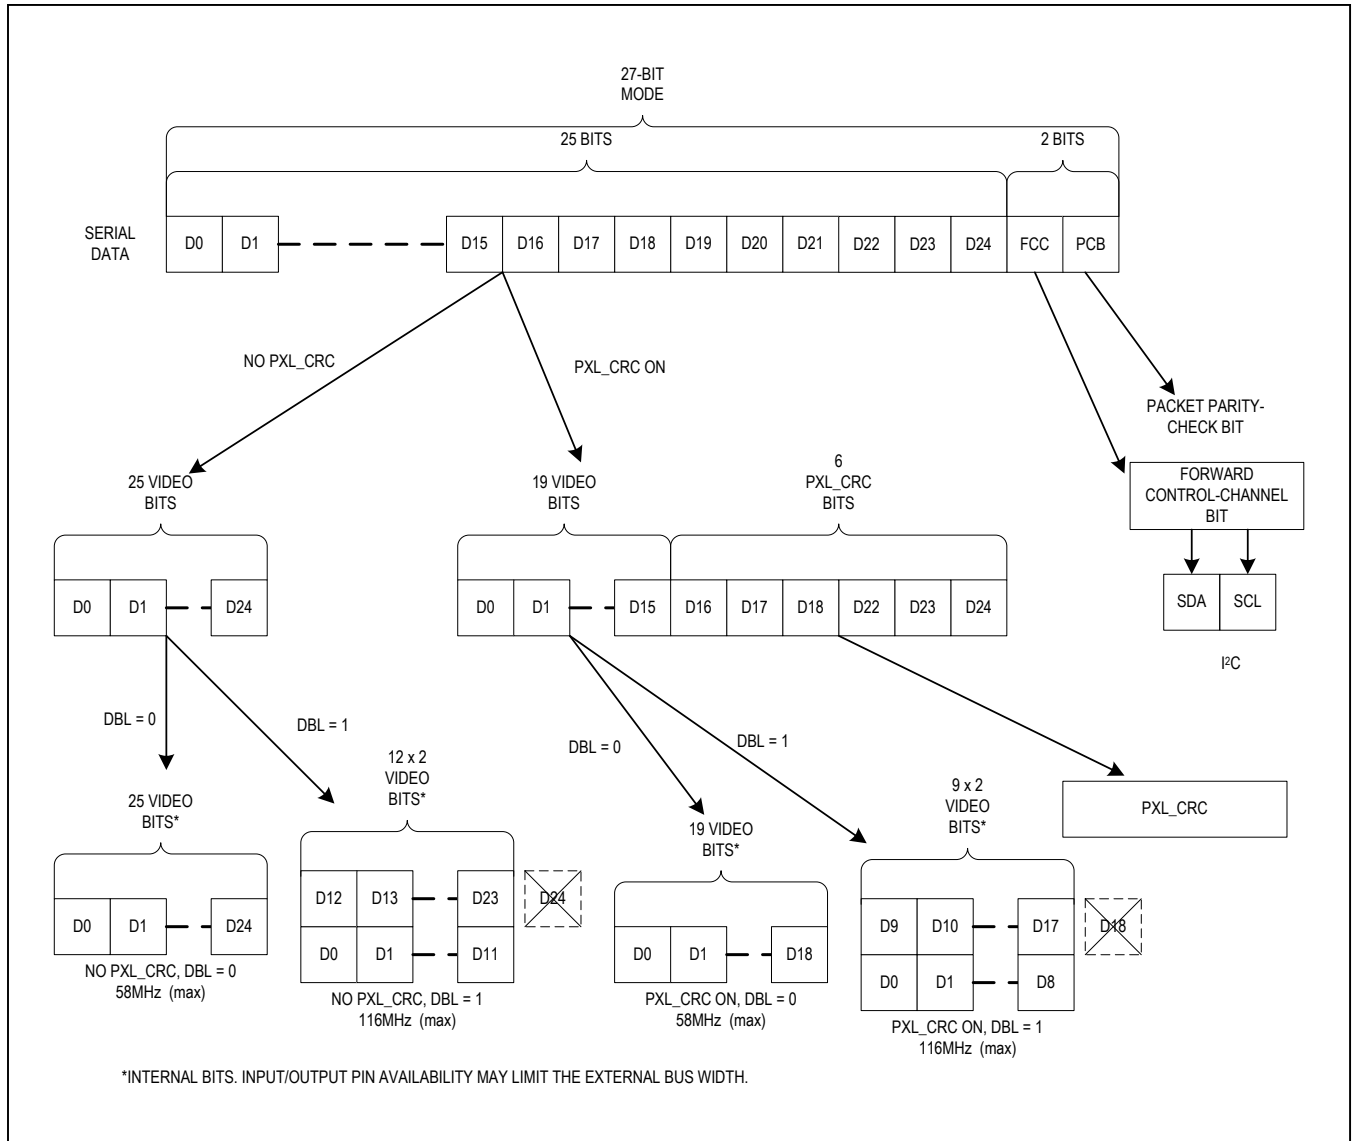 27-BIT
MODE
25 BITS
2 BITS
SERIAL
DATA
D0 D1 D15 D16 D17 D18 D19 D20 D21 D22 D23 D24 FCC PCB
NO PXL_CRC
PXL_CRC ON
PACKET PARITY-
CHECK BIT
25 VIDEO
BITS
19 VIDEO
BITS
6
PXL_CRC
BITS
FORWARD
CONTROL-CHANNEL
BIT
D0 D1 D24
D0 D1 D15 D16 D17 D18 D22 D23 D24
SDA SCL
I²C
DBL = 0
DBL = 1
DBL = 0
DBL = 1
PXL_CRC
25 VIDEO
BITS*
12 x 2
VIDEO
BITS*
19 VIDEO
BITS*
9 x 2
VIDEO
BITS*
D0 D1 D24
NO PXL_CRC, DBL = 0
58MHz (max)
D12 D13 D23 D24
D0 D1 D11
NO PXL_CRC, DBL = 1
116MHz (max)
D0 D1 D18
PXL_CRC ON, DBL = 0
58MHz (max)
D9 D10 D17 D18
D0 D1 D8
PXL_CRC ON, DBL = 1
116MHz (max)
*INTERNAL BITS. INPUT/OUTPUT PIN AVAILABILITY MAY LIMIT THE EXTERNAL BUS WIDTH.